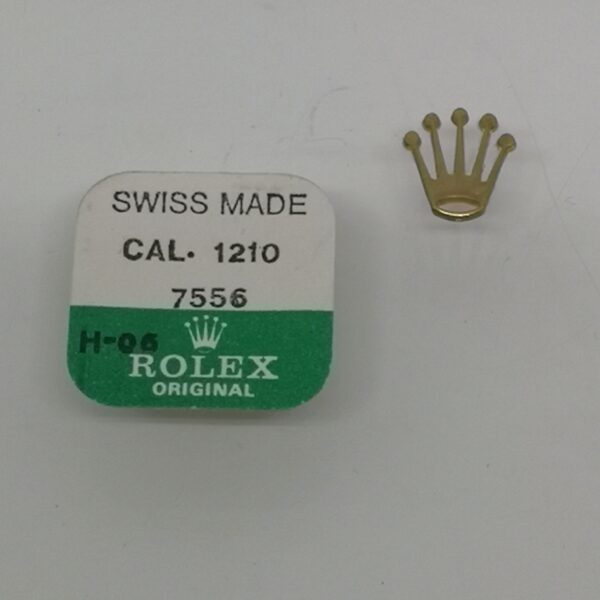 SWISS MADE
CAL. 1210
7556
H-06
ROLEX
ORIGINAL